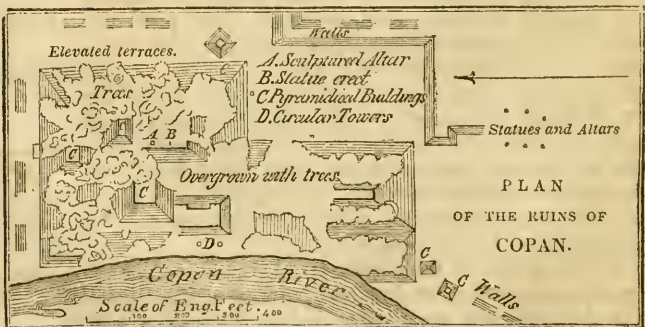 Walls
Elevated terraces.
A. Sculptured Altar
B. Statue erect
C. Pyramidical Buildings
D. Circular Towers
Trees
A B
C
C
Statues and Altars
Overgrown with trees
C
PLAN
OF THE RUINS OF
COPAN.
D
C
C Walls
Copan River
Scale of Eng. Feet.
100 200 300 400